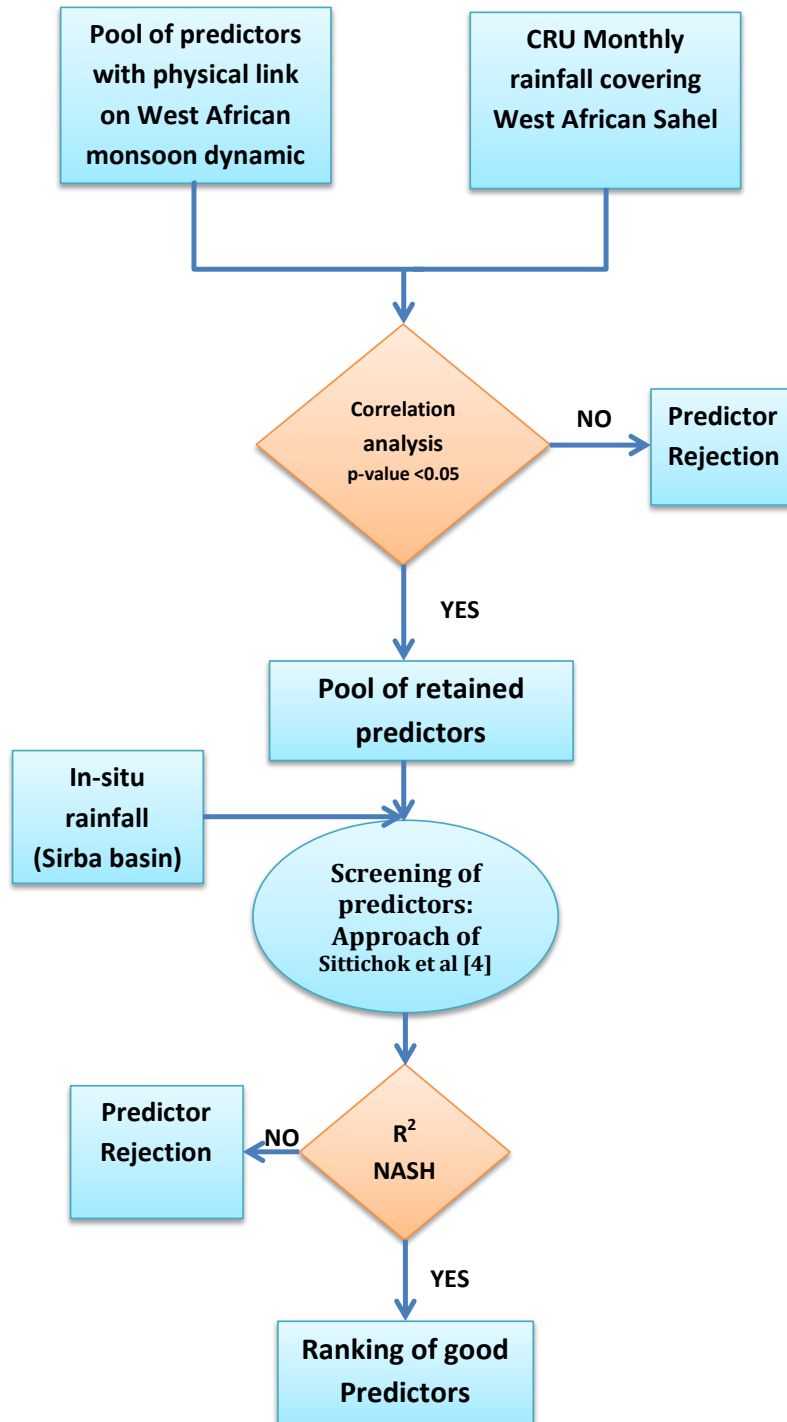 Pool of predictors
with physical link
on West African
monsoon dynamic
CRU Monthly
rainfall covering
West African Sahel
Correlation
analysis
p-value <0.05
NO
Predictor
Rejection
YES
Pool of retained
predictors
In-situ
rainfall
(Sirba basin)
Screening of
predictors:
Approach of
Sittichok et al [4]
Predictor
Rejection
NO
R²
NASH
YES
Ranking of good
Predictors